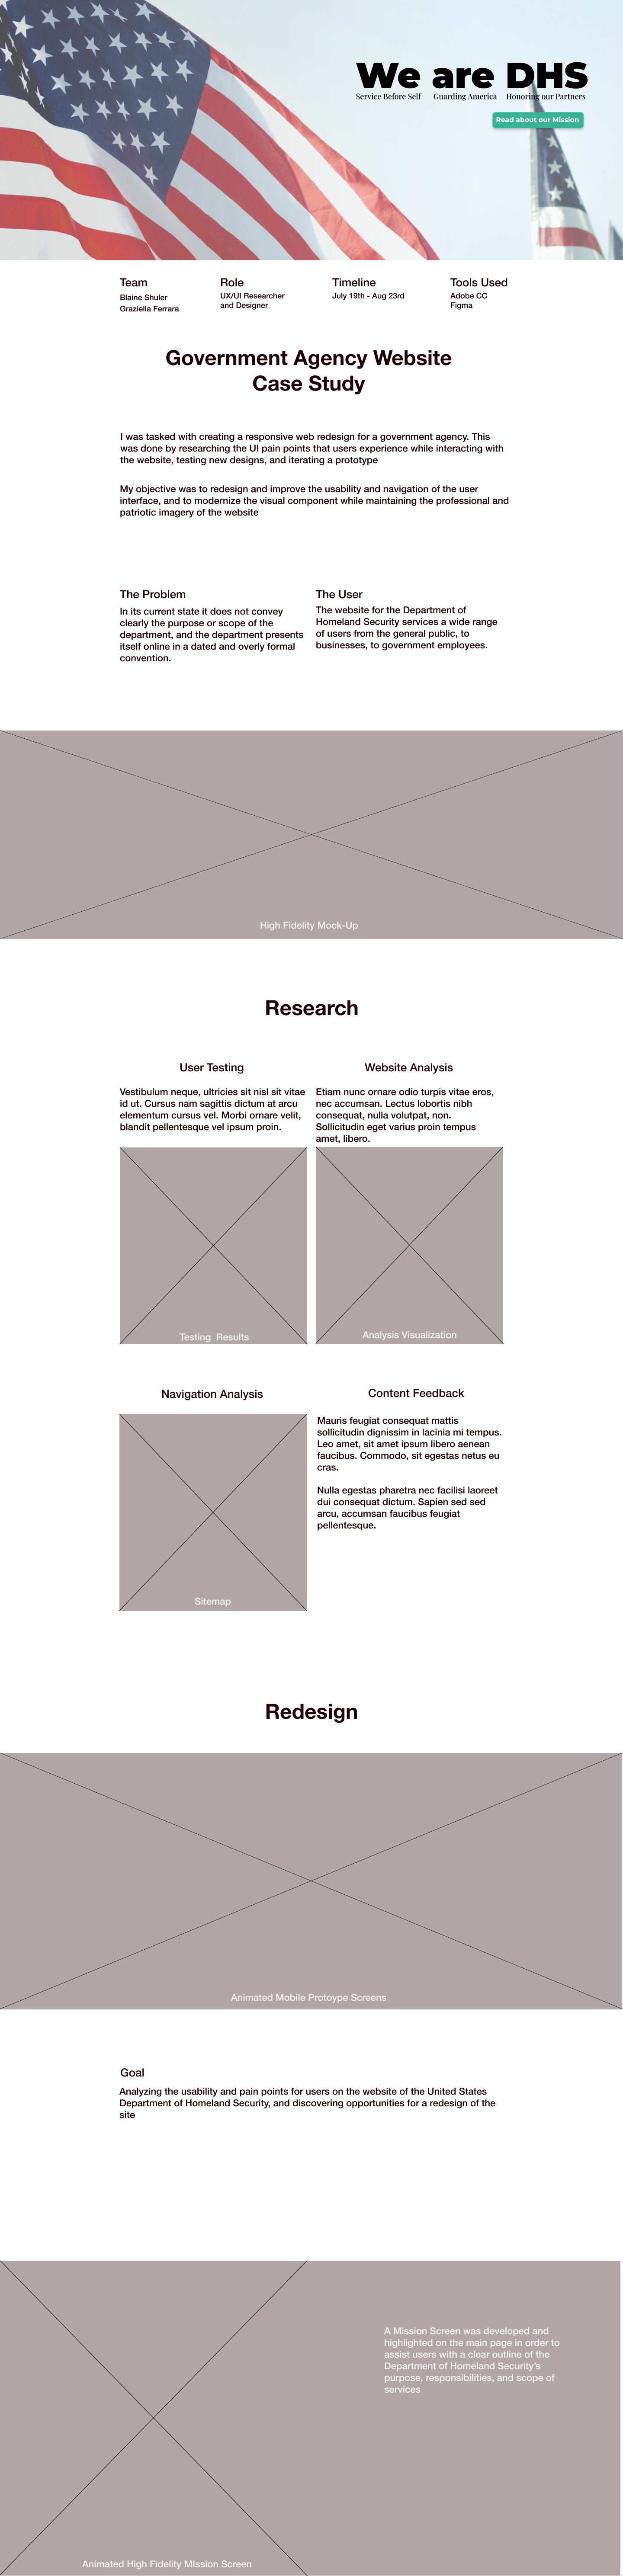 We are DHS
Service Before Self Guarding America Honoring our Partners
Read about our Mission
Team
Blaine Shuler
Graziella Ferrara
Role
UX/UI Researcher
and Designer
Timeline
July 19th - Aug 23rd
Tools Used
Adobe CC
Figma
Government Agency Website
Case Study
I was tasked with creating a responsive web redesign for a government agency. This
was done by researching the UI pain points that users experience while interacting with
the website, testing new designs, and iterating a prototype
My objective was to redesign and improve the usability and navigation of the user
interface, and to modernize the visual component while maintaining the professional and
patriotic imagery of the website
The Problem
In its current state it does not convey
clearly the purpose or scope of the
department, and the department presents
itself online in a dated and overly formal
convention.
The User
The website for the Department of
Homeland Security services a wide range
of users from the general public, to
businesses, to government employees.
High Fidelity Mock-Up
Research
User Testing
Vestibulum neque, ultricies sit nisl sit vitae
id ut. Cursus nam sagittis dictum at arcu
elementum cursus vel. Morbi ornare velit,
blandit pellentesque vel ipsum proin.
Testing Results
Website Analysis
Etiam nunc ornare odio turpis vitae eros,
nec accumsan. Lectus lobortis nibh
consequat, nulla volutpat, non.
Sollicitudin eget varius proin tempus
amet, libero.
Analysis Visualization
Navigation Analysis
Sitemap
Content Feedback
Mauris feugiat consequat mattis
sollicitudin dignissim in lacinia mi tempus.
Leo amet, sit amet ipsum libero aenean
faucibus. Commodo, sit egestas netus eu
cras.
Nulla egestas pharetra nec facilisi laoreet
dui consequat dictum. Sapien sed sed
arcu, accumsan faucibus feugiat
pellentesque.
Redesign
Animated Mobile Protoype Screens
Goal
Analyzing the usability and pain points for users on the website of the United States
Department of Homeland Security, and discovering opportunities for a redesign of the
site
A Mission Screen was developed and
highlighted on the main page in order to
assist users with a clear outline of the
Department of Homeland Security's
purpose, responsibilities, and scope of
services
Animated High Fidelity MIssion Screen